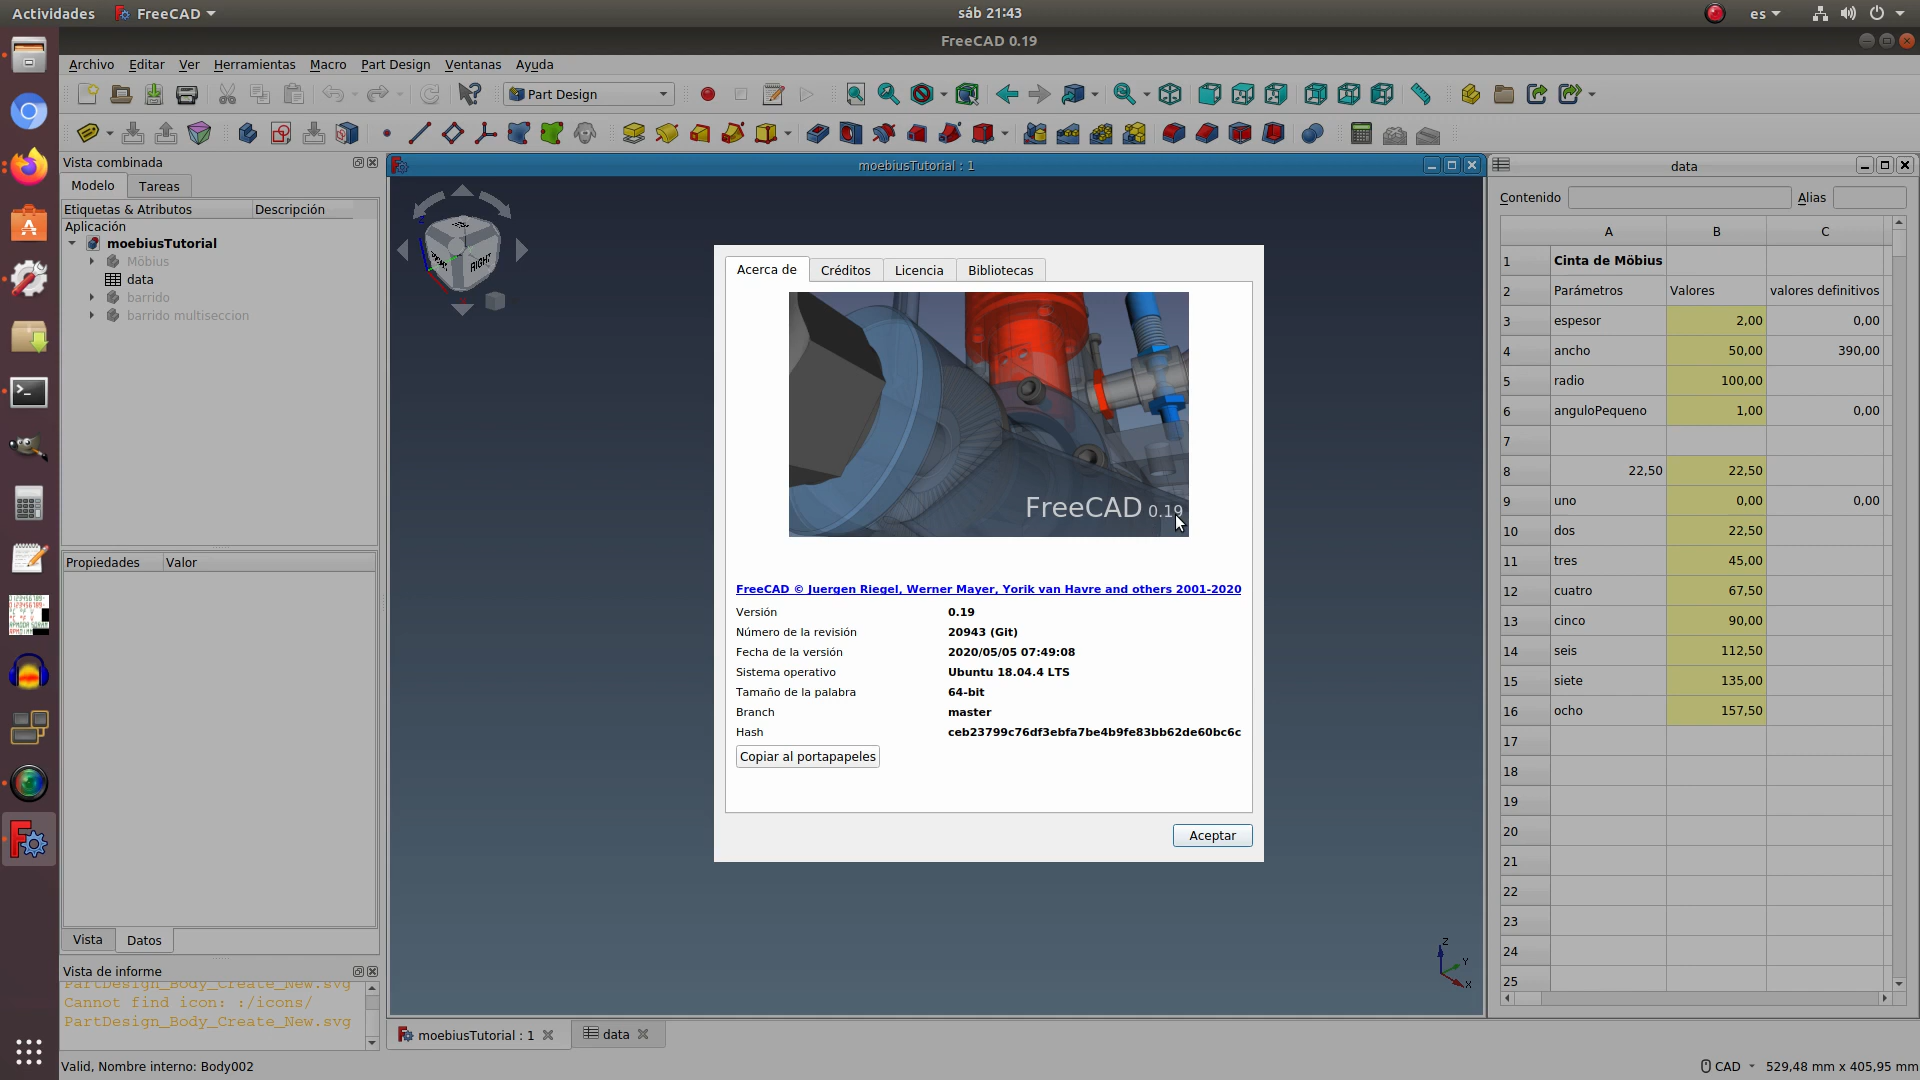 Actividades
FreeCAD
sáb 21:43
es
FreeCAD 0.19
Archivo Editar Ver Herramientas Macro Part Design Ventanas Ayuda
Part Design
Vista combinada
Modelo Tareas
Etiquetas & Atributos Descripción
Aplicación
moebiusTutorial
Möbius
data
barrido
barrido multiseccion
Propiedades Valor
Vista Datos
Vista de informe
PartDesign_Body_Create_New.svg
Cannot find icon: :/icons/
PartDesign_Body_Create_New.svg
moebiusTutorial : 1
RIGHT
Acerca de Créditos Licencia Bibliotecas
FreeCAD 0.19
FreeCAD © Juergen Riegel, Werner Mayer, Yorik van Havre and others 2001-2020
Versión 0.19
Número de la revisión 20943 (Git)
Fecha de la versión 2020/05/05 07:49:08
Sistema operativo Ubuntu 18.04.4 LTS
Tamaño de la palabra 64-bit
Branch master
Hash ceb23799c76df3ebfa7be4b9fe83bb62de60bc6c
Copiar al portapapeles
Aceptar
Z
Y
X
data
Contenido Alias
A B C
1 Cinta de Möbius
2 Parámetros Valores valores definitivos
3 espesor 2,00 0,00
4 ancho 50,00 390,00
5 radio 100,00
6 anguloPequeno 1,00 0,00
7
8 22,50 22,50
9 uno 0,00 0,00
10 dos 22,50
11 tres 45,00
12 cuatro 67,50
13 cinco 90,00
14 seis 112,50
15 siete 135,00
16 ocho 157,50
17
18
19
20
21
22
23
24
25
moebiusTutorial : 1 data
Valid, Nombre interno: Body002
CAD 529,48 mm x 405,95 mm